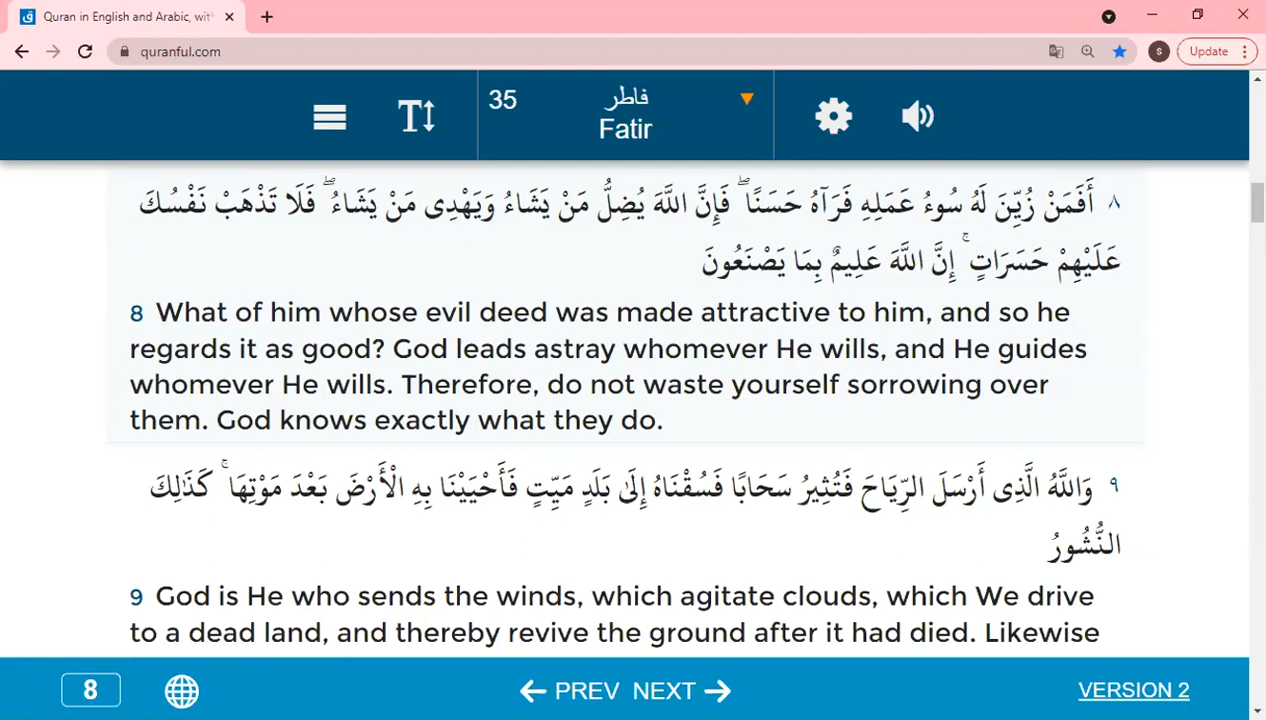 Quran in English and Arabic, wit
quranful.com
Update
35
فاطر
Fatir
٨ أَفَمَنْ زُيِّنَ لَهُ سُوءُ عَمَلِهِ فَرَآهُ حَسَنًا ۖ فَإِنَّ اللَّهَ يُضِلُّ مَنْ يَشَاءُ وَيَهْدِى مَنْ يَشَاءُ ۖ فَلَا تَذْهَبْ نَفْسُكَ
عَلَيْهِمْ حَسَرَاتٍ ۚ إِنَّ اللَّهَ عَلِيمٌ بِمَا يَصْنَعُونَ
8 What of him whose evil deed was made attractive to him, and so he
regards it as good? God leads astray whomever He wills, and He guides
whomever He wills. Therefore, do not waste yourself sorrowing over
them. God knows exactly what they do.
٩ وَاللَّهُ الَّذِى أَرْسَلَ الرِّيَاحَ فَتُثِيرُ سَحَابًا فَسُقْنَاهُ إِلَىٰ بَلَدٍ مَيِّتٍ فَأَحْيَيْنَا بِهِ الْأَرْضَ بَعْدَ مَوْتِهَا ۚ كَذَٰلِكَ
النُّشُورُ
9 God is He who sends the winds, which agitate clouds, which We drive
to a dead land, and thereby revive the ground after it had died. Likewise
8
PREV NEXT
VERSION 2